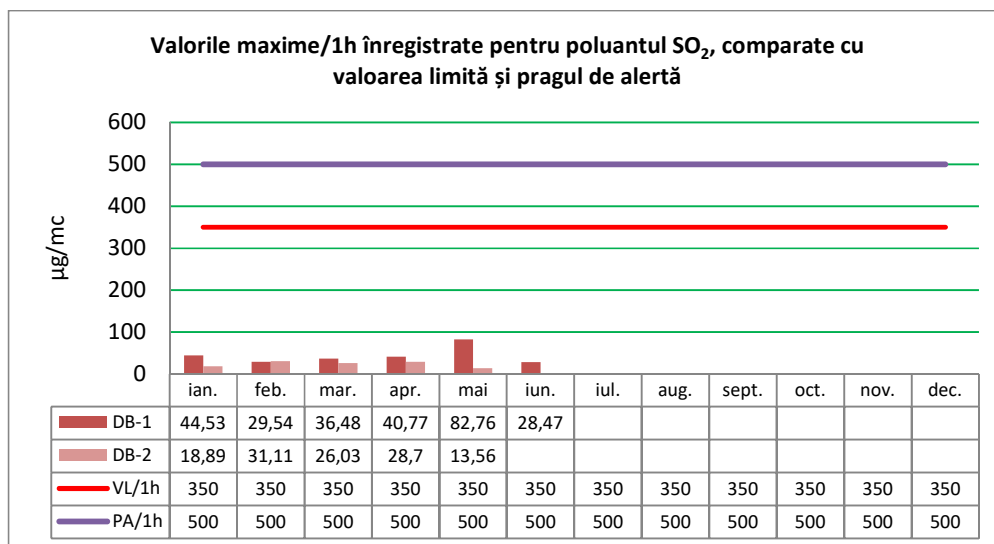 Valorile maxime/1h înregistrate pentru poluantul SO₂, comparate cu
valoarea limită și pragul de alertă
600
500
400
300
200
100
0
µg/mc
ian. feb. mar. apr. mai iun. iul. aug. sept. oct. nov. dec.
DB-1 44,53 29,54 36,48 40,77 82,76 28,47
DB-2 18,89 31,11 26,03 28,7 13,56
VL/1h 350 350 350 350 350 350 350 350 350 350 350 350
PA/1h 500 500 500 500 500 500 500 500 500 500 500 500